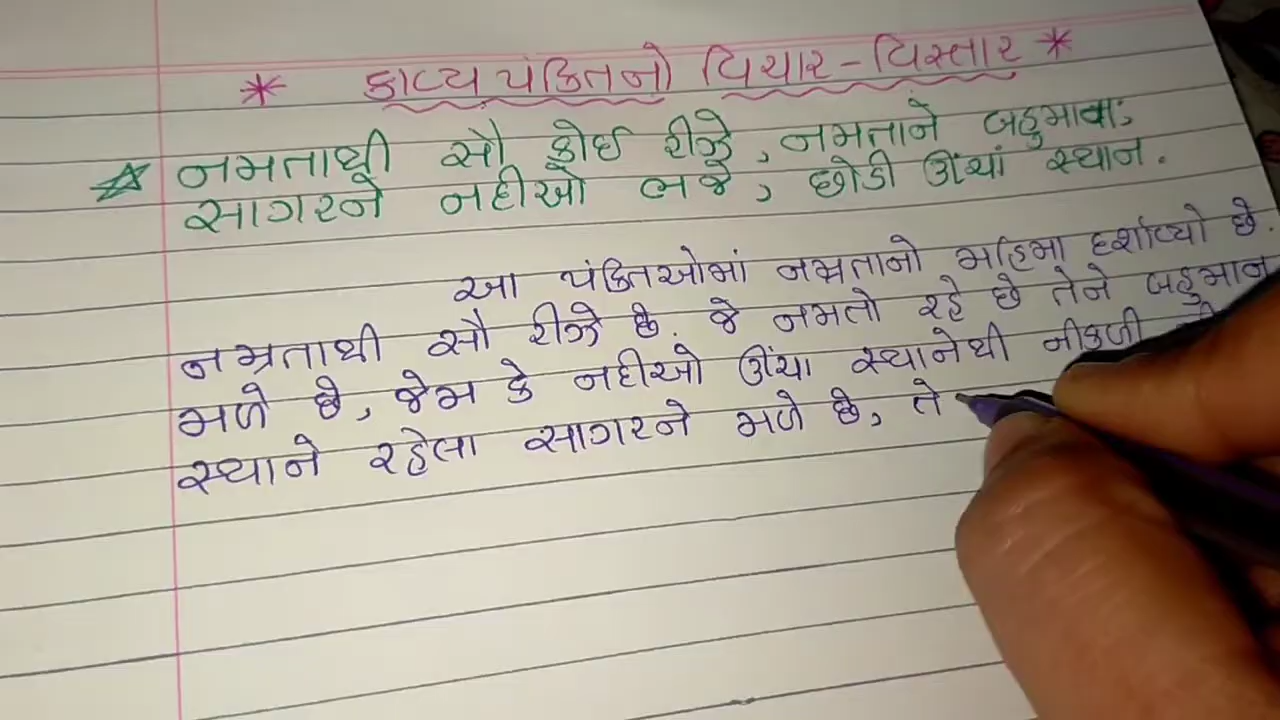 * કાવ્ય પંક્તિનો વિચાર-વિસ્તાર *
નમતાથી સૌ કોઈ રીઝે, નમતાને બહુમાન;
સાગરને નદીઓ ભજે, છોડી ઊંચાં સ્થાન.
આ પંક્તિઓમાં નમ્રતાનો મહિમા દર્શાવ્યો છે.
નમ્રતાથી સૌ રીઝે છે. જે નમતો રહે છે તેને બહુમાન
મળે છે, જેમ કે નદીઓ ઊંચા સ્થાનેથી નીકળી
સ્થાને રહેલા સાગરને મળે છે, તે